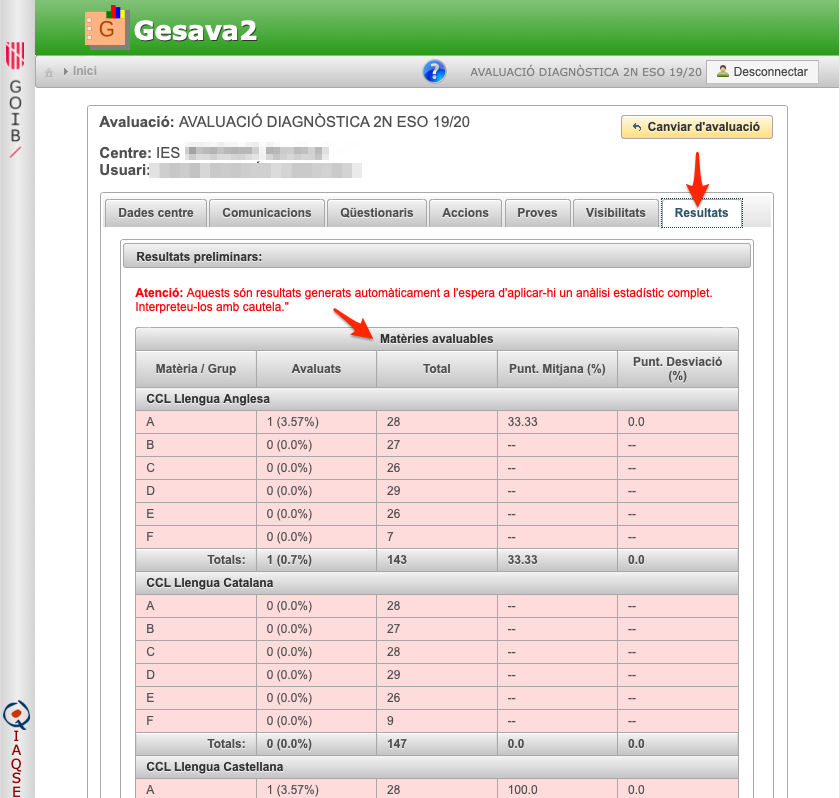 G Gesava2
Inici
? AVALUACIÓ DIAGNÒSTICA 2N ESO 19/20 Desconnectar
GOIB
Avaluació: AVALUACIÓ DIAGNÒSTICA 2N ESO 19/20
Canviar d'avaluació
Centre: IES
Usuari:
Dades centre Comunicacions Qüestionaris Accions Proves Visibilitats Resultats
Resultats preliminars:
Atenció: Aquests són resultats generats automàticament a l'espera d'aplicar-hi un anàlisi estadístic complet.
Interpreteu-los amb cautela."
Matèries avaluables
Matèria / Grup Avaluats Total Punt. Mitjana (%) Punt. Desviació (%)
CCL Llengua Anglesa
A 1 (3.57%) 28 33.33 0.0
B 0 (0.0%) 27 -- --
C 0 (0.0%) 26 -- --
D 0 (0.0%) 29 -- --
E 0 (0.0%) 26 -- --
F 0 (0.0%) 7 -- --
Totals: 1 (0.7%) 143 33.33 0.0
CCL Llengua Catalana
A 0 (0.0%) 28 -- --
B 0 (0.0%) 27 -- --
C 0 (0.0%) 28 -- --
D 0 (0.0%) 29 -- --
E 0 (0.0%) 26 -- --
F 0 (0.0%) 9 -- --
Totals: 0 (0.0%) 147 0.0 0.0
CCL Llengua Castellana
A 1 (3.57%) 28 100.0 0.0
IAQSE